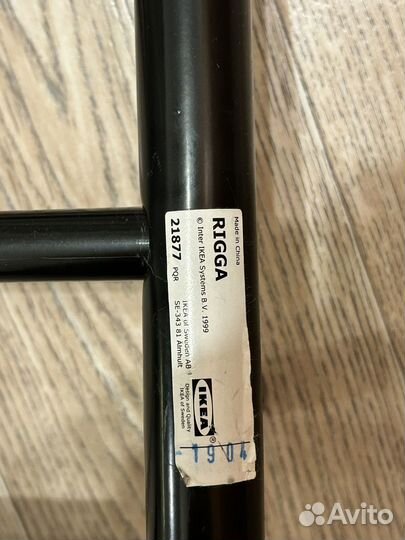 Made in China
RIGGA
© Inter IKEA Systems B.V. 1999
21877 PQR
IKEA of Sweden AB
SE-343 81 Älmhult
IKEA®
Design and Quality
IKEA of Sweden
1904
Avito